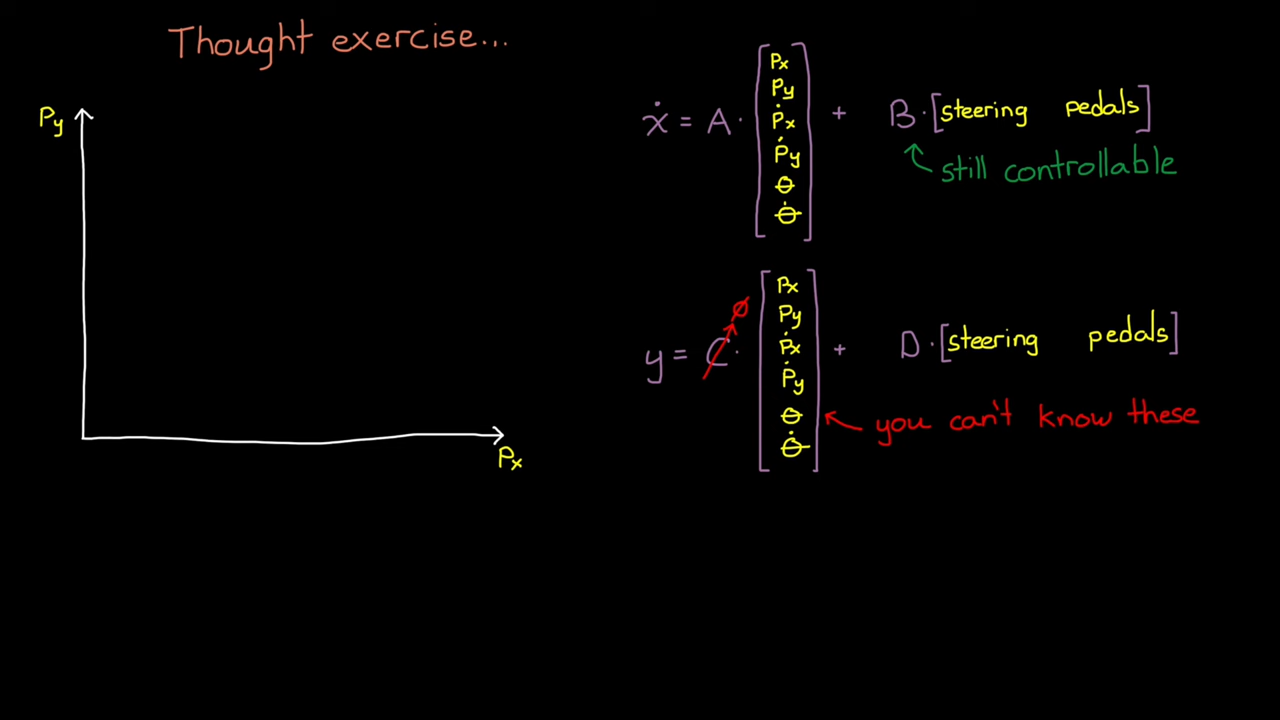 Thought exercise...
Py
Px
ẋ = A · [Px Py Ṗx Ṗy θ θ̇] + B · [steering pedals]
still controllable
∅
y = C · [Px Py Ṗx Ṗy θ θ̇] + D · [steering pedals]
you can't know these